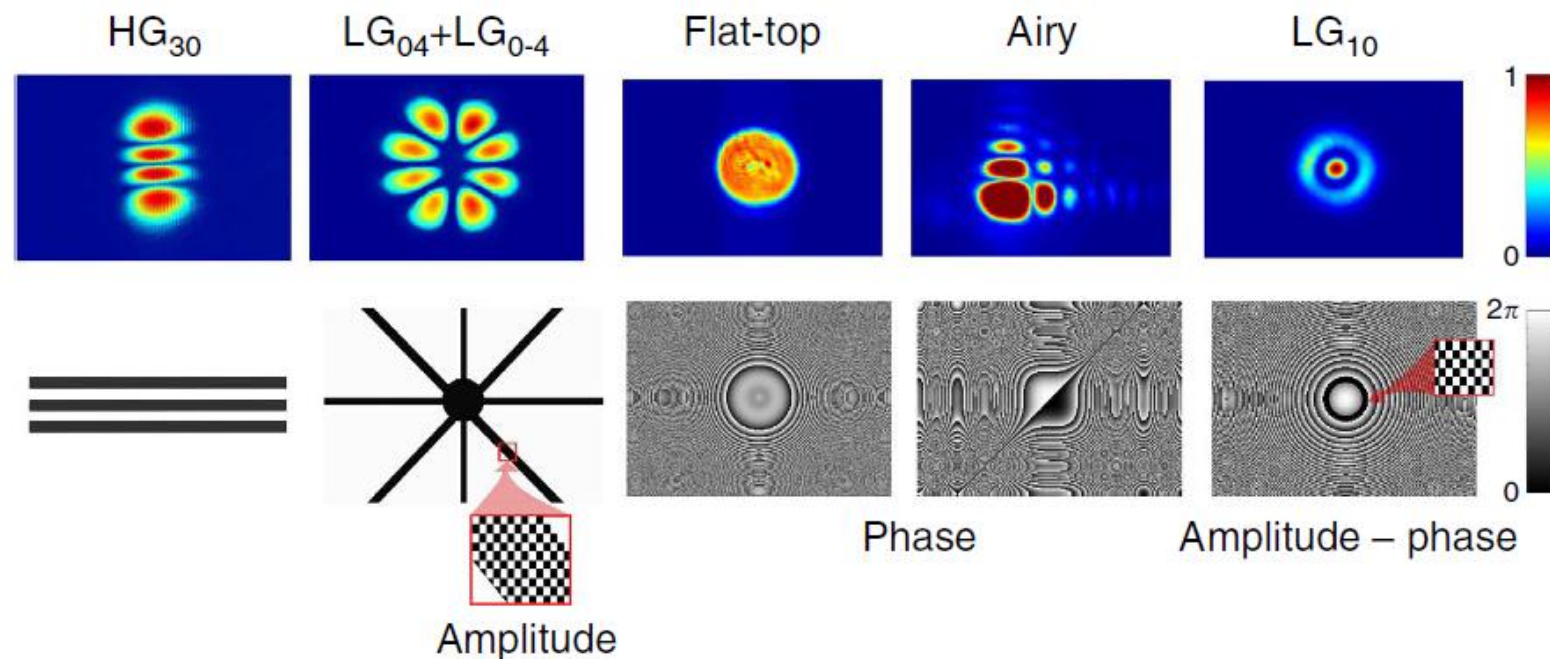 HG₃₀ LG₀₄+LG₀₋₄ Flat-top Airy LG₁₀
1
0
2π
0
Phase Amplitude – phase
Amplitude